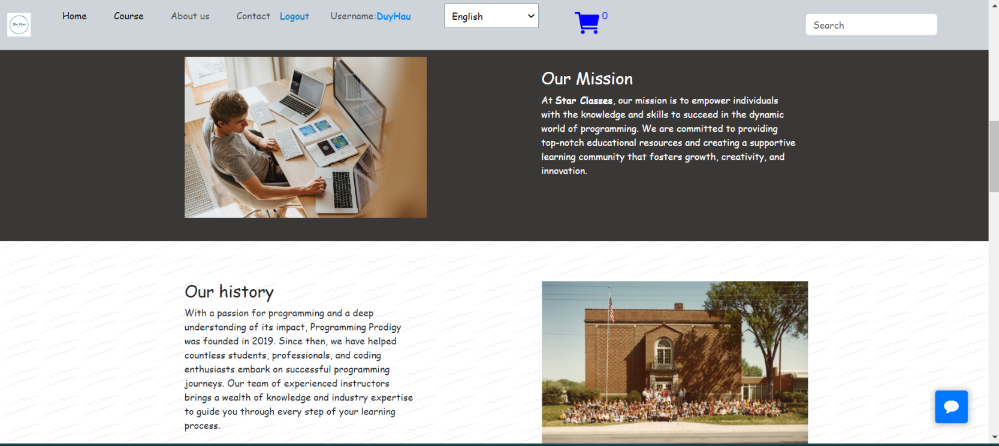 Star Class
Home Course About us Contact Logout Username:DuyHau English 0 Search
Our Mission
At Star Classes, our mission is to empower individuals
with the knowledge and skills to succeed in the dynamic
world of programming. We are committed to providing
top-notch educational resources and creating a supportive
learning community that fosters growth, creativity, and
innovation.
Our history
With a passion for programming and a deep
understanding of its impact, Programming Prodigy
was founded in 2019. Since then, we have helped
countless students, professionals, and coding
enthusiasts embark on successful programming
journeys. Our team of experienced instructors
brings a wealth of knowledge and industry expertise
to guide you through every step of your learning
process.